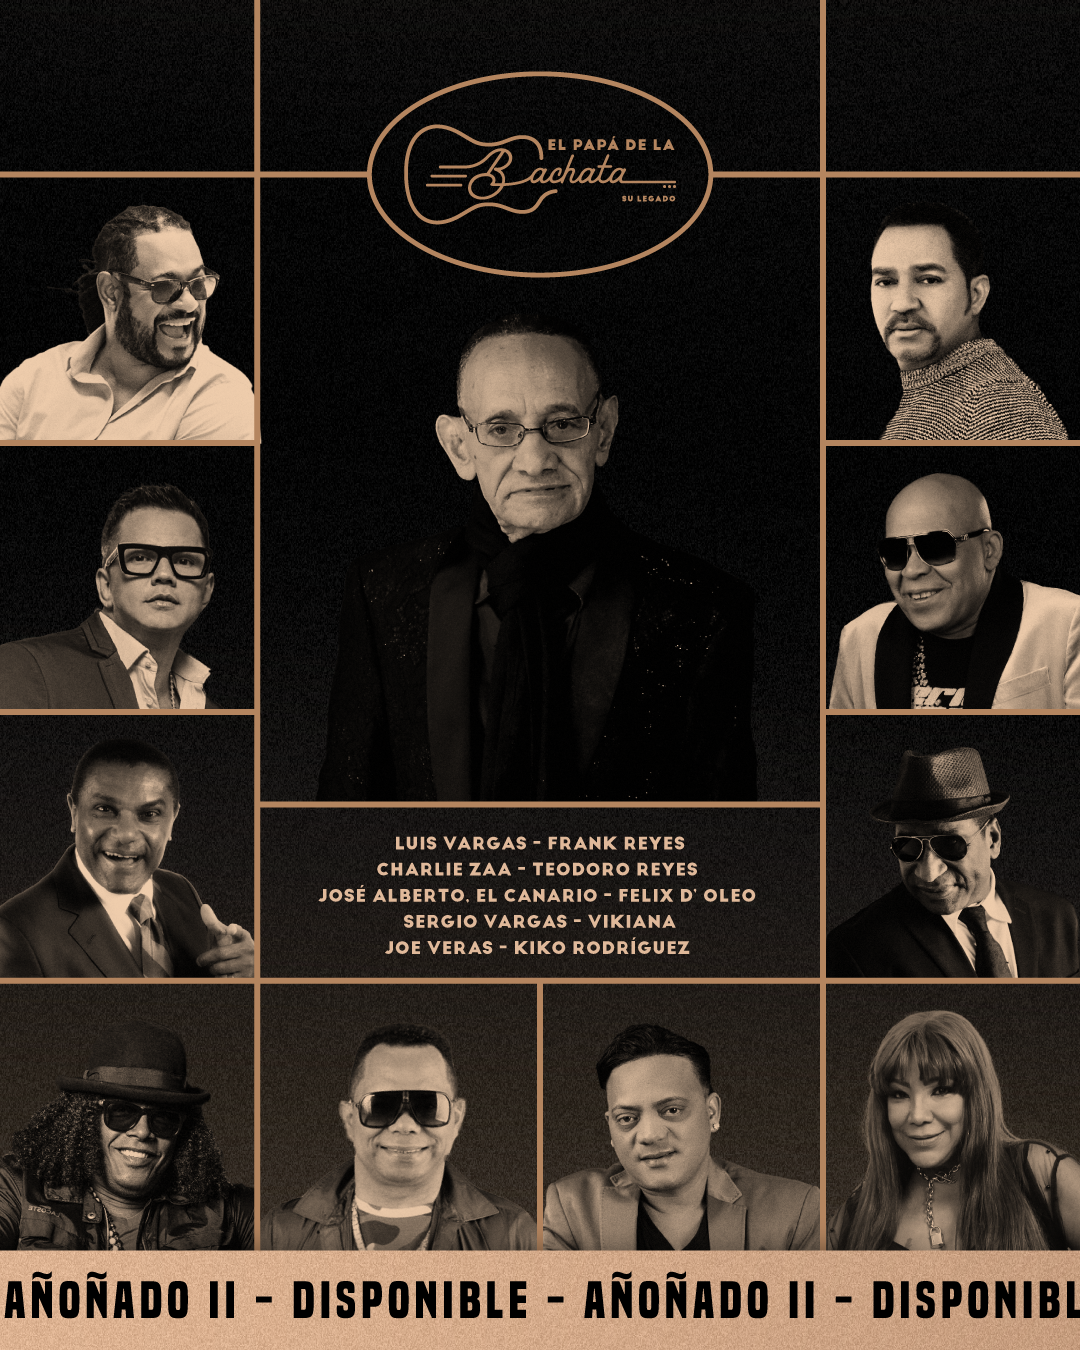 EL PAPÁ DE LA
Bachata...
SU LEGADO
LUIS VARGAS - FRANK REYES
CHARLIE ZAA - TEODORO REYES
JOSÉ ALBERTO, EL CANARIO - FELIX D' OLEO
SERGIO VARGAS - VIKIANA
JOE VERAS - KIKO RODRÍGUEZ
AÑOÑADO II - DISPONIBLE - AÑOÑADO II - DISPONIBL